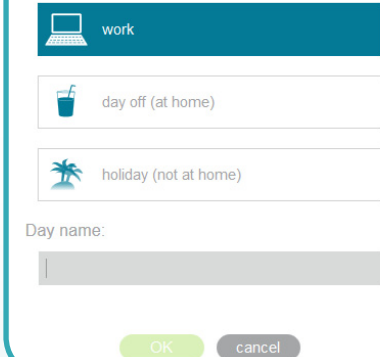 work
day off (at home)
holiday (not at home)
Day name:
OK cancel